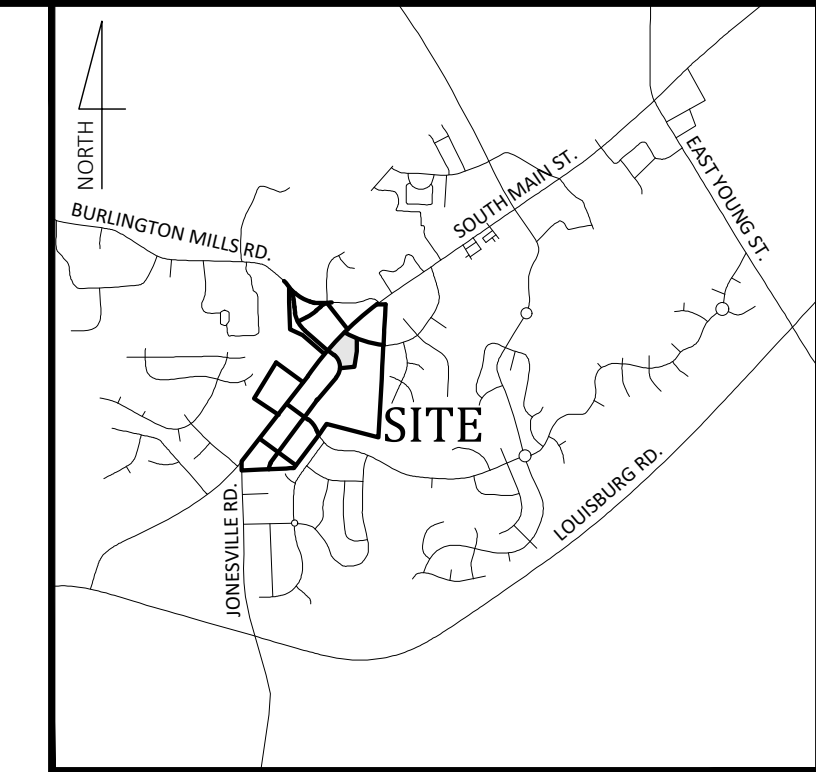 NORTH
BURLINGTON MILLS RD.
SOUTH MAIN ST.
EAST YOUNG ST.
SITE
JONESVILLE RD.
LOUISBURG RD.